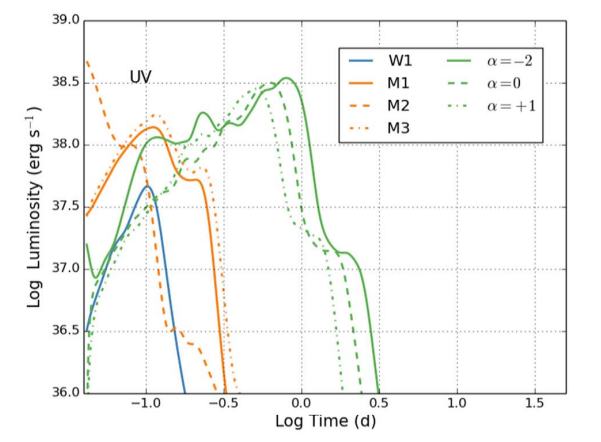 39.0
UV
W1 α=−2
M1 α=0
M2 α=+1
M3
38.5
38.0
37.5
37.0
36.5
36.0
Log Luminosity (erg s⁻¹)
−1.0 −0.5 0.0 0.5 1.0 1.5
Log Time (d)